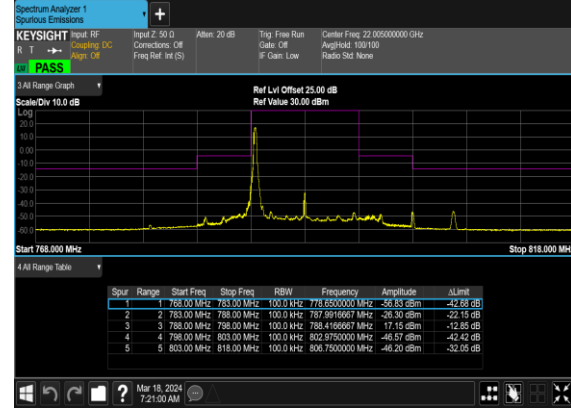 Spectrum Analyzer 1
Spurious Emissions
+
KEYSIGHT
R T
LXI PASS
Input: RF
Coupling: DC
Align: Off
Input Z: 50 Ω
Corrections: Off
Freq Ref: Int (S)
Atten: 20 dB
Trig: Free Run
Gate: Off
IF Gain: Low
Center Freq: 22.005000000 GHz
Avg|Hold: 100/100
Radio Std: None
3 All Range Graph
Scale/Div 10.0 dB
Ref Lvl Offset 25.00 dB
Ref Value 30.00 dBm
Log
20.0
10.0
0.00
-10.0
-20.0
-30.0
-40.0
-50.0
-60.0
Start 768.000 MHz
Stop 818.000 MH
4 All Range Table
Spur Range Start Freq Stop Freq RBW Frequency Amplitude ΔLimit
1 1 768.00 MHz 783.00 MHz 100.0 kHz 778.6500000 MHz -56.83 dBm -42.68 dB
2 2 783.00 MHz 788.00 MHz 100.0 kHz 787.9916667 MHz -26.30 dBm -22.15 dB
3 3 788.00 MHz 798.00 MHz 100.0 kHz 788.4166667 MHz 17.15 dBm -12.85 dB
4 4 798.00 MHz 803.00 MHz 100.0 kHz 802.9750000 MHz -46.57 dBm -42.42 dB
5 5 803.00 MHz 818.00 MHz 100.0 kHz 806.7500000 MHz -46.20 dBm -32.05 dB
?
Mar 18, 2024
7:21:00 AM